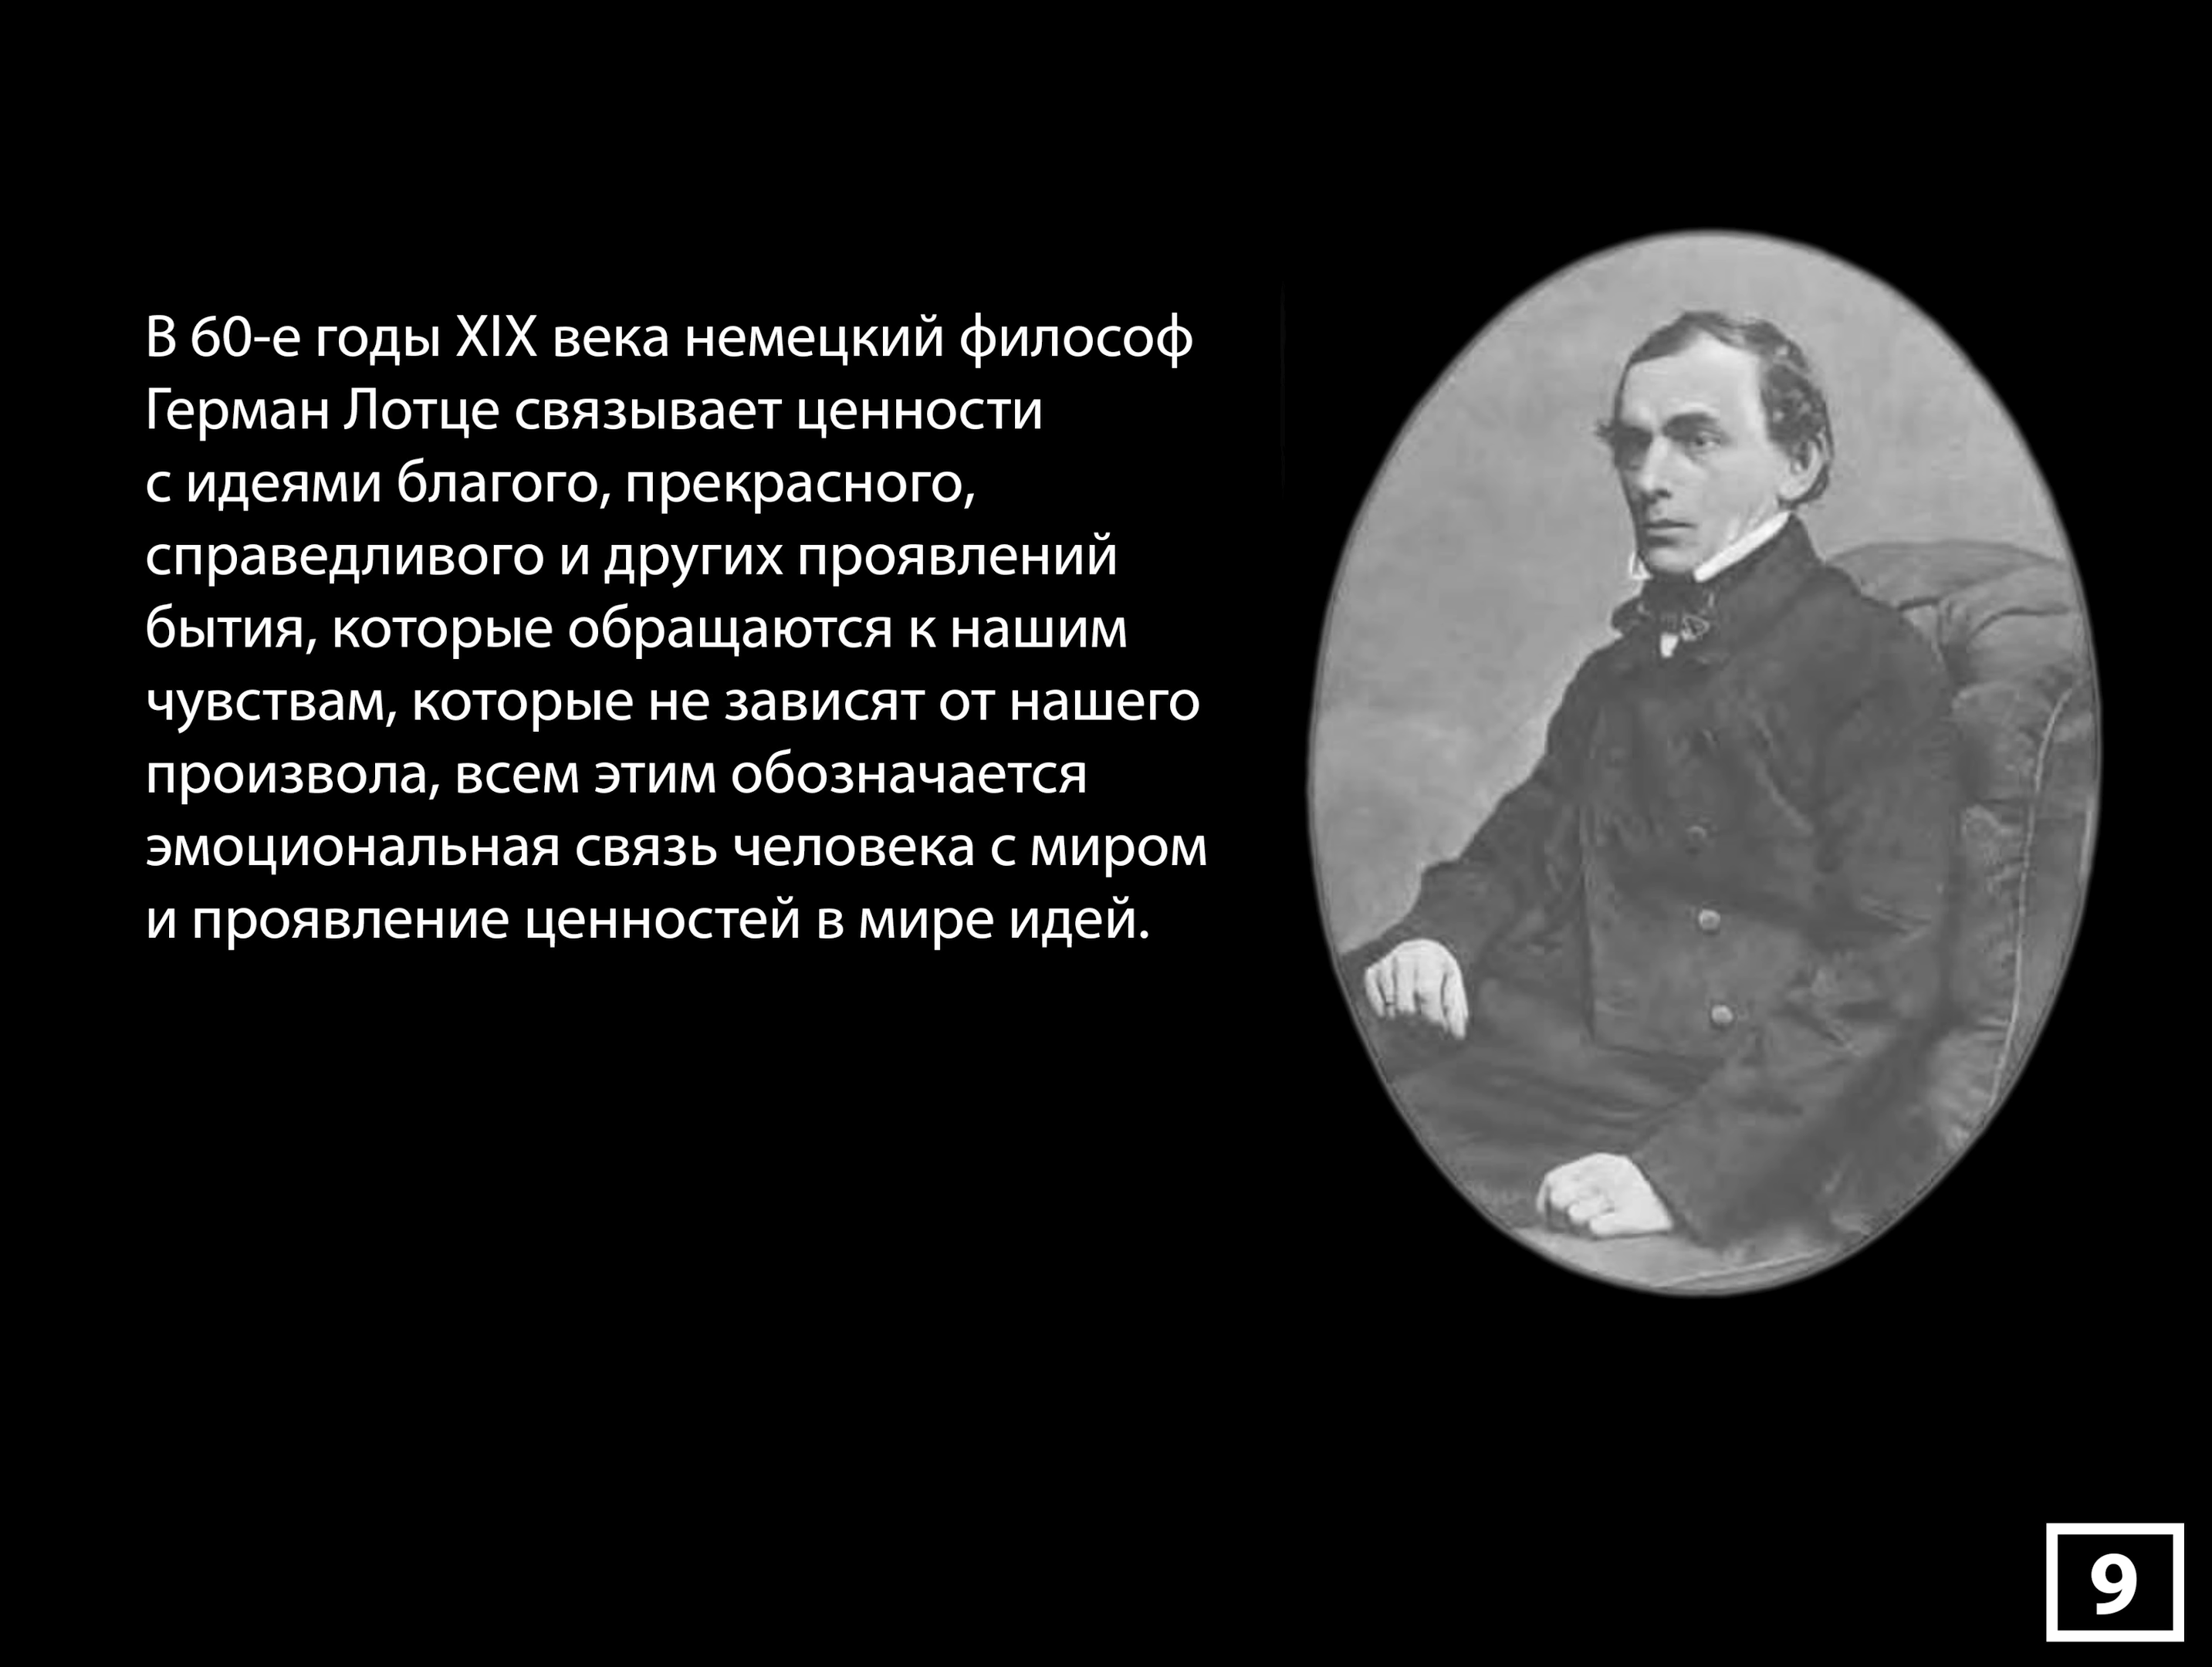 В 60-е годы XIX века немецкий философ
Герман Лотце связывает ценности
с идеями благого, прекрасного,
справедливого и других проявлений
бытия, которые обращаются к нашим
чувствам, которые не зависят от нашего
произвола, всем этим обозначается
эмоциональная связь человека с миром
и проявление ценностей в мире идей.
9